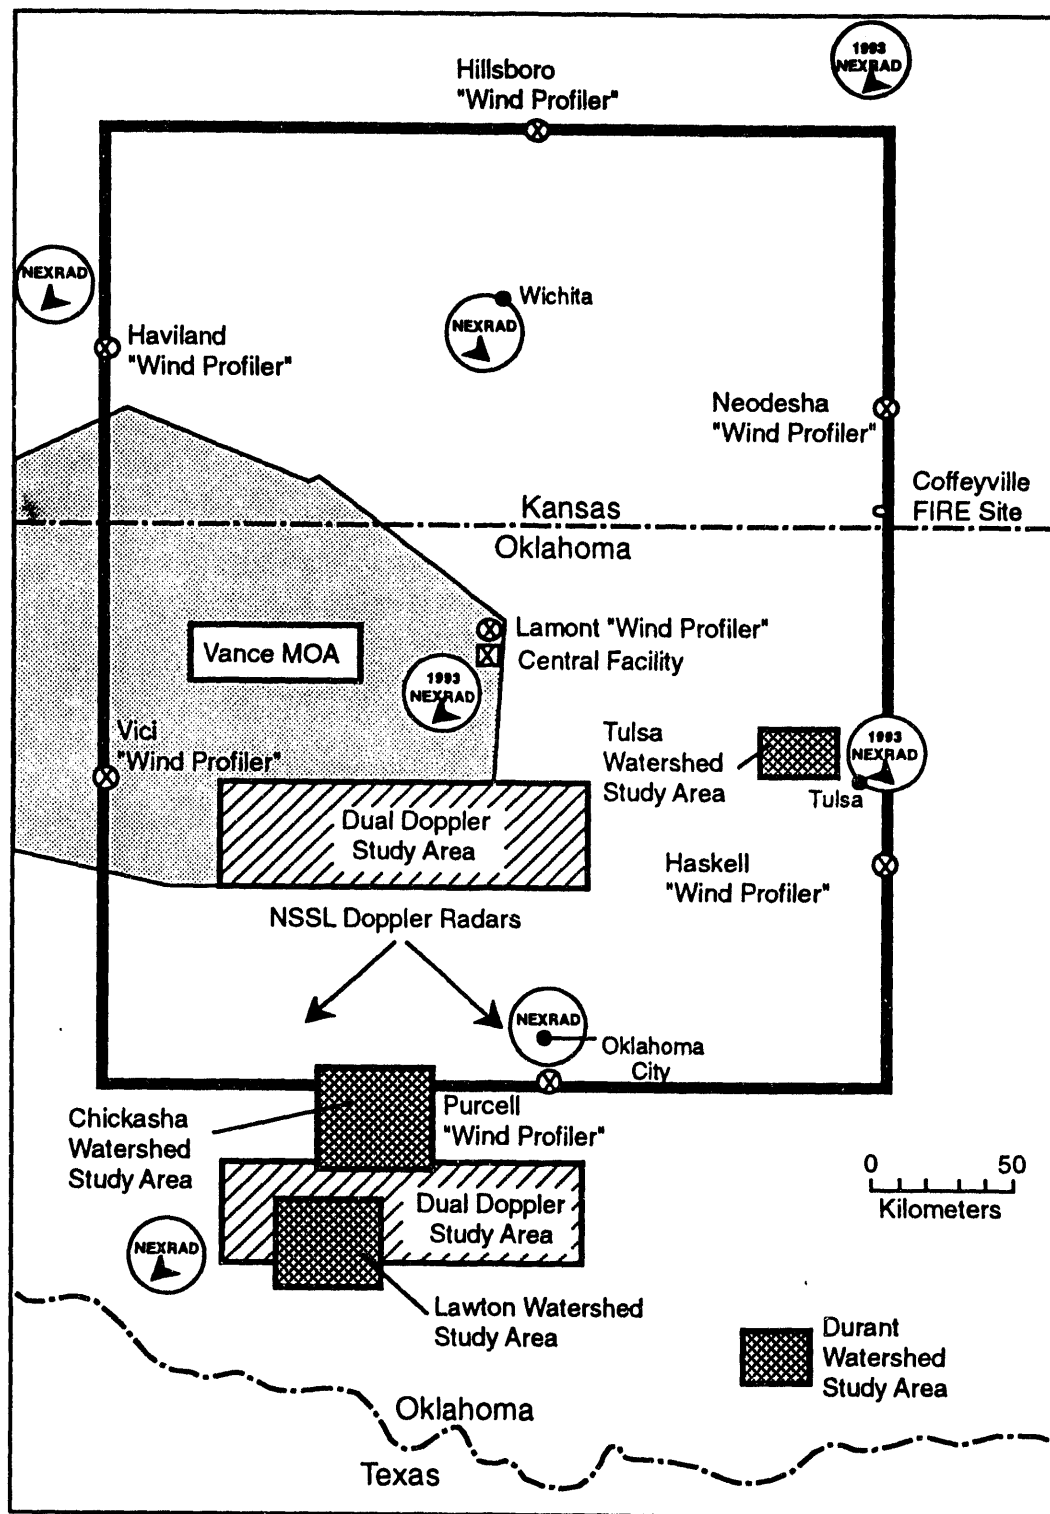 1993
NEXRAD
Hillsboro
"Wind Profiler"
NEXRAD
Wichita
NEXRAD
Haviland
"Wind Profiler"
Neodesha
"Wind Profiler"
Coffeyville
FIRE Site
Kansas
Oklahoma
Lamont "Wind Profiler"
Central Facility
Vance MOA
1993
NEXRAD
Vici
"Wind Profiler"
Tulsa
Watershed
Study Area
1993
NEXRAD
Tulsa
Dual Doppler
Study Area
Haskell
"Wind Profiler"
NSSL Doppler Radars
NEXRAD
Oklahoma
City
Chickasha
Watershed
Study Area
Purcell
"Wind Profiler"
0 50
Kilometers
Dual Doppler
Study Area
NEXRAD
Lawton Watershed
Study Area
Durant
Watershed
Study Area
Oklahoma
Texas